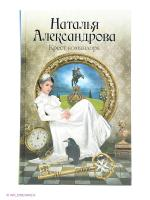 Наталья
Александрова
Крест командора